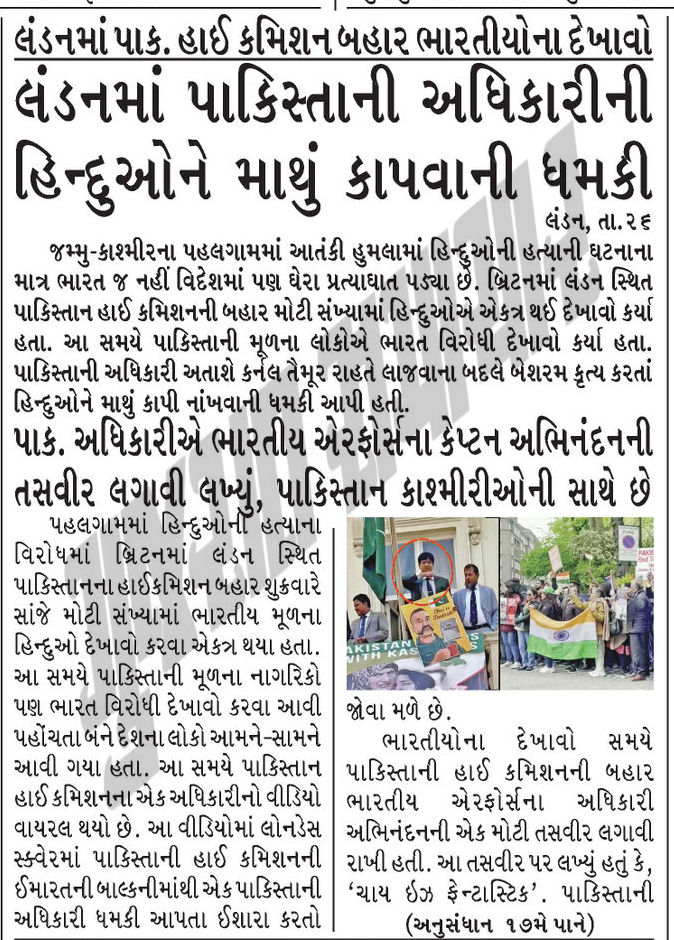 લંડનમાં પાક. હાઈ કમિશન બહાર ભારતીયોના દેખાવો
લંડનમાં પાકિસ્તાની અધિકારીની
હિન્દુઓને માથું કાપવાની ધમકી
લંડન, તા.૨૬
જમ્મુ-કાશ્મીરના પહલગામમાં આતંકી હુમલામાં હિન્દુઓની હત્યાની ઘટનાના
માત્ર ભારત જ નહીં વિદેશમાં પણ ઘેરા પ્રત્યાઘાત પડ્યા છે. બ્રિટનમાં લંડન સ્થિત
પાકિસ્તાન હાઈ કમિશનની બહાર મોટી સંખ્યામાં હિન્દુઓએ એકત્ર થઈ દેખાવો કર્યા
હતા. આ સમયે પાકિસ્તાની મૂળના લોકોએ ભારત વિરોધી દેખાવો કર્યા હતા.
પાકિસ્તાની અધિકારી અતાશે કર્નલ તૈમૂર રાહતે લાજવાના બદલે બેશરમ કૃત્ય કરતાં
હિન્દુઓને માથું કાપી નાંખવાની ધમકી આપી હતી.
પાક. અધિકારીએ ભારતીય એરફોર્સના કેપ્ટન અભિનંદનની
તસવીર લગાવી લખ્યું, પાકિસ્તાન કાશ્મીરીઓની સાથે છે
પહલગામમાં હિન્દુઓની હત્યાના
વિરોધમાં બ્રિટનમાં લંડન સ્થિત
પાકિસ્તાનના હાઈકમિશન બહાર શુક્રવારે
સાંજે મોટી સંખ્યામાં ભારતીય મૂળના
હિન્દુઓ દેખાવો કરવા એકત્ર થયા હતા.
આ સમયે પાકિસ્તાની મૂળના નાગરિકો
પણ ભારત વિરોધી દેખાવો કરવા આવી
પહોંચતા બંને દેશના લોકો આમને-સામને
આવી ગયા હતા. આ સમયે પાકિસ્તાન
હાઈ કમિશનના એક અધિકારીનો વીડિયો
વાયરલ થયો છે. આ વીડિયોમાં લોનડેસ
સ્ક્વેરમાં પાકિસ્તાની હાઈ કમિશનની
ઈમારતની બાલ્કનીમાંથી એક પાકિસ્તાની
અધિકારી ધમકી આપતા ઈશારા કરતો
PAKISTAN
WITH KAS
જોવા મળે છે.
ભારતીયોના દેખાવો સમયે
પાકિસ્તાની હાઈ કમિશનની બહાર
ભારતીય એરફોર્સના અધિકારી
અભિનંદનની એક મોટી તસવીર લગાવી
રાખી હતી. આ તસવીર પર લખ્યું હતું કે,
'ચાય ઇઝ ફેન્ટાસ્ટિક'. પાકિસ્તાની
(અનુસંધાન ૧૭મે પાને)